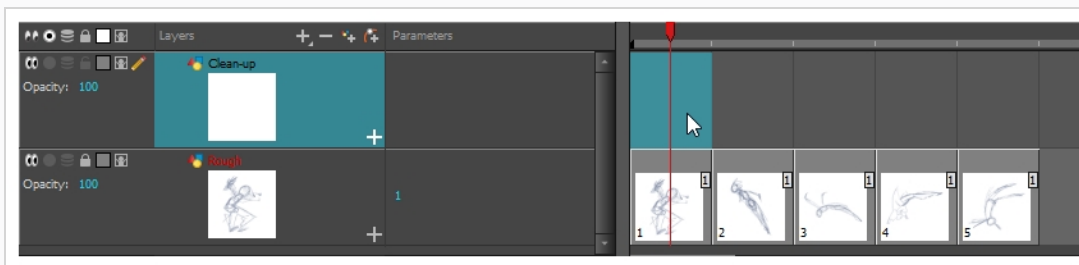 Layers Parameters
Clean-up
Opacity: 100
Rough
Opacity: 100
1
1 1 1 1 1
1 2 3 4 5